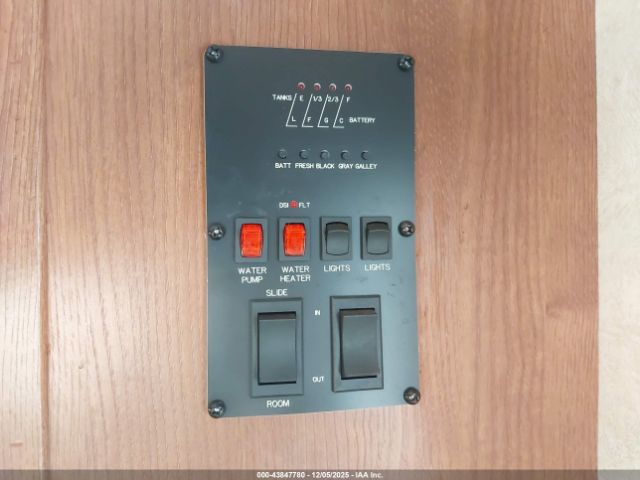 TANKS E 1/3 2/3 F
L F G C BATTERY
BATT FRESH BLACK GRAY GALLEY
DSI FLT
WATER PUMP WATER HEATER LIGHTS LIGHTS
SLIDE
IN
OUT
ROOM
000-43847780 - 12/05/2025 - IAA Inc.